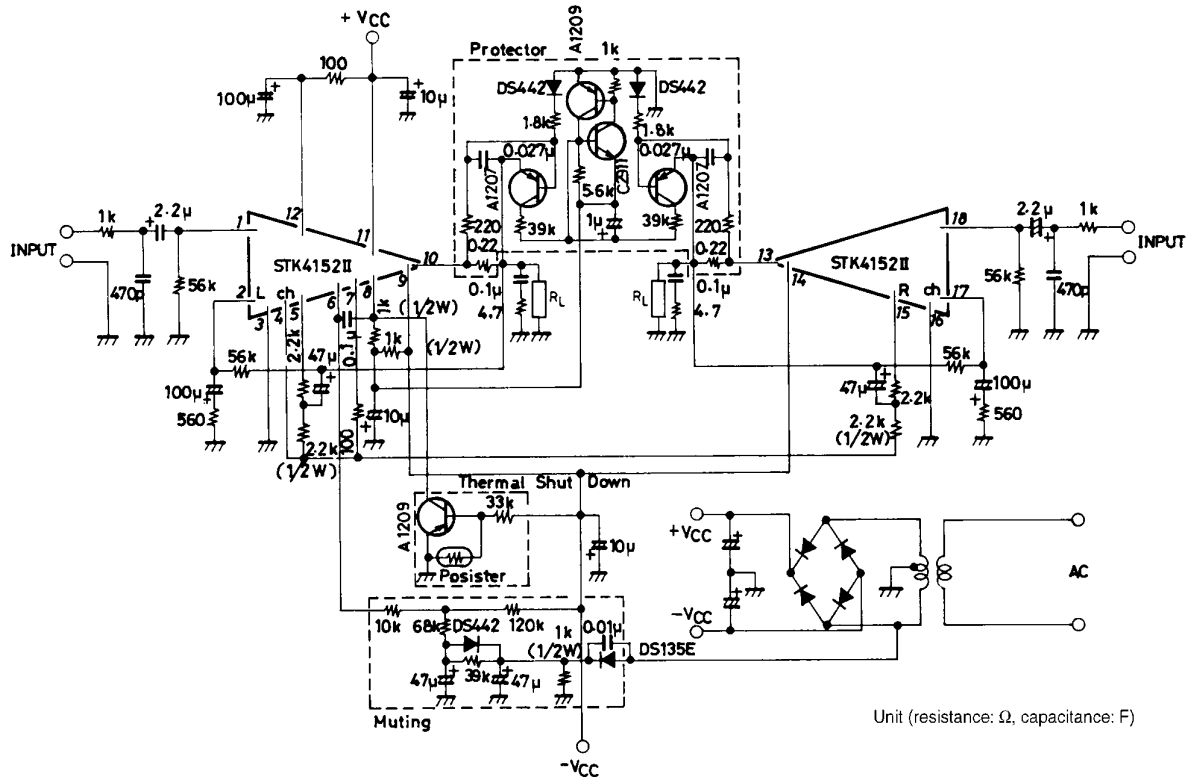 + VCC
A1209
Protector
1k
100
100µ
+
10µ
+
DS442
DS442
1.8k
1.8k
0.027µ
0.027µ
A1207
A1207
C2911
5.6k
1µ
+
39k
39k
220
220
0.22
0.22
INPUT
1k
+
2.2µ
470p
56k
1
12
11
10
STK4152II
9
L
ch
2
3
4
5
6
7
8
(1/2W)
1k
0.1µ
2.2k
47µ
+
1k
(1/2W)
0.1µ
4.7
RL
RL
0.1µ
4.7
13
14
STK4152II
R
ch
15
16
17
18
2.2µ
+
1k
INPUT
56k
470p
56k
100µ
+
560
2.2k
(1/2W)
100
+
10µ
47µ
+
2.2k
2.2k
(1/2W)
56k
100µ
+
560
Thermal Shut Down
A1209
33k
Posister
+
10µ
+VCC
+
+
−VCC
AC
10k
68k
DS442
120k
1k
(1/2W)
0.01µ
DS135E
47µ
+
39k
+
47µ
Muting
−VCC
Unit (resistance: Ω, capacitance: F)